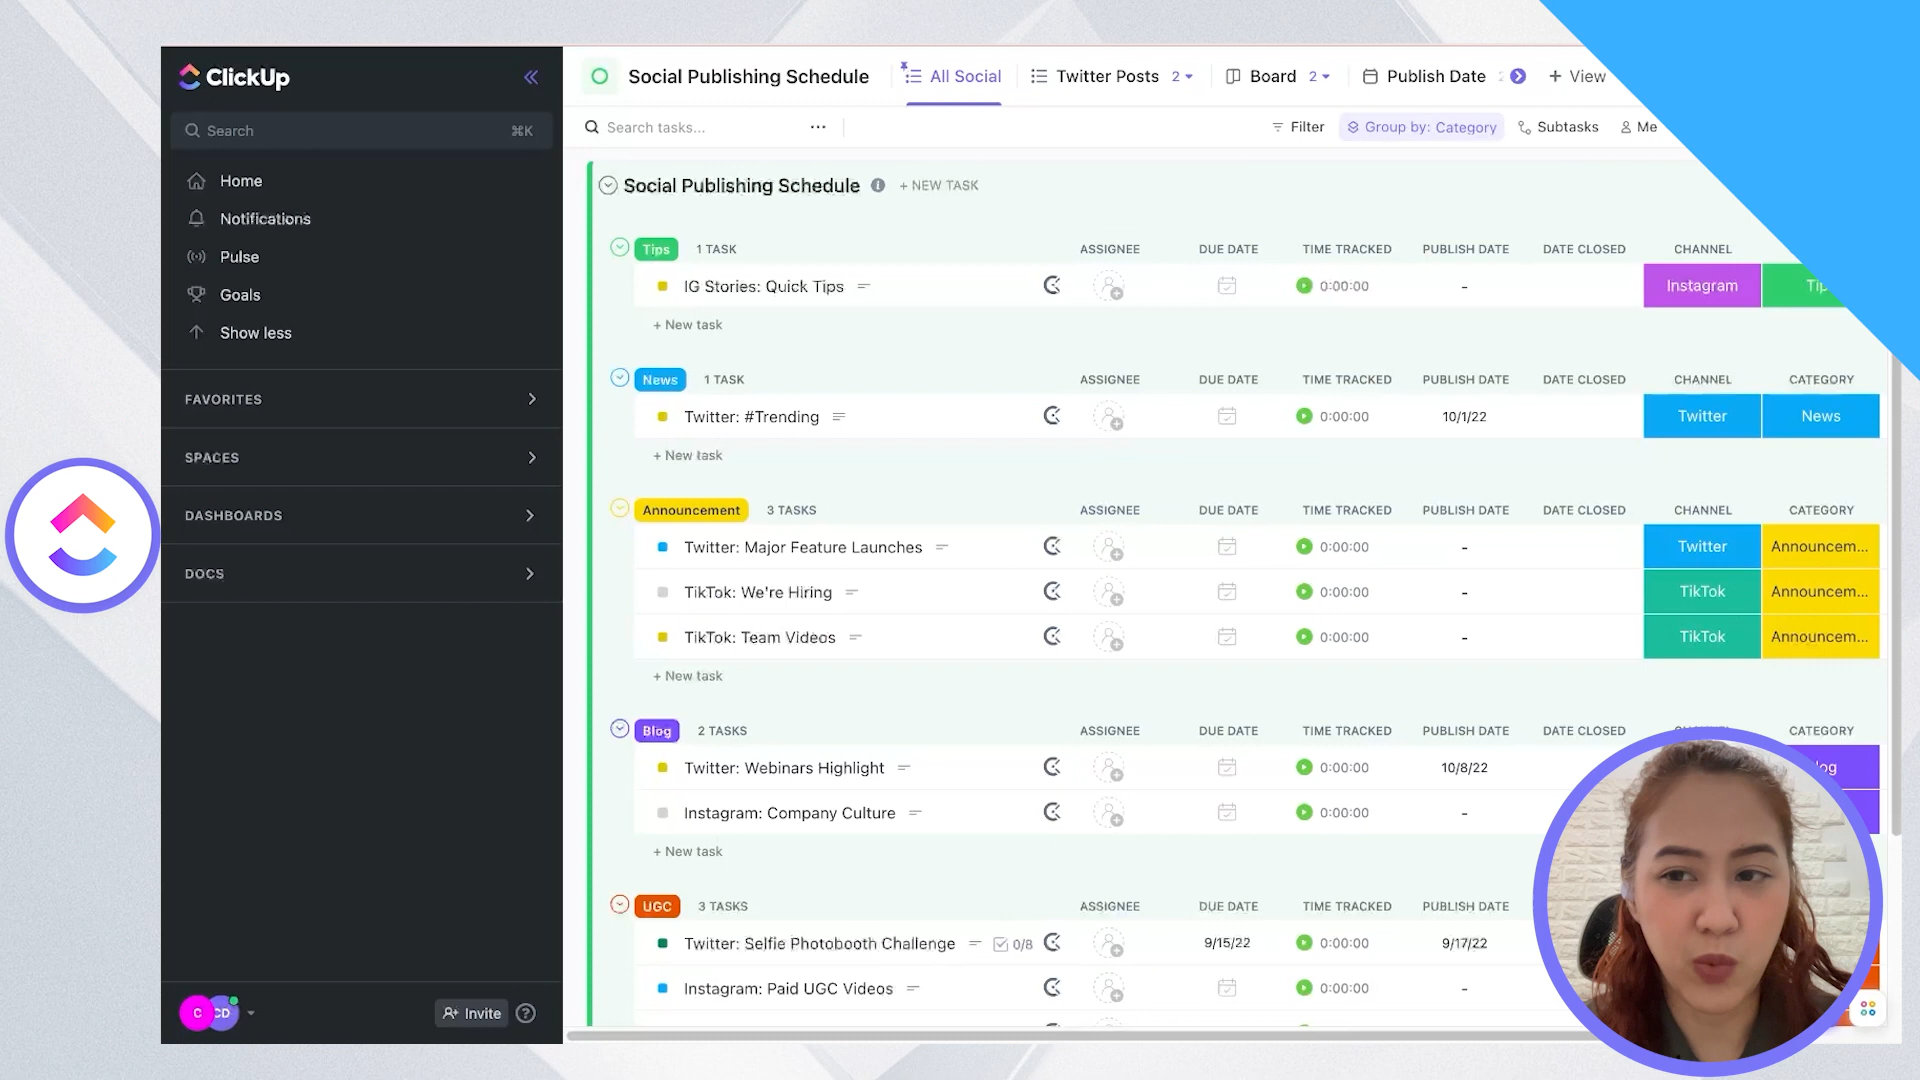 ClickUp
Search ⌘K
Home
Notifications
Pulse
Goals
Show less
FAVORITES
SPACES
DASHBOARDS
DOCS
C CD
Invite ?
Social Publishing Schedule All Social Twitter Posts 2 Board 2 Publish Date + View
Search tasks... ... Filter Group by: Category Subtasks Me
Social Publishing Schedule + NEW TASK
Tips 1 TASK ASSIGNEE DUE DATE TIME TRACKED PUBLISH DATE DATE CLOSED CHANNEL
IG Stories: Quick Tips 0:00:00 - Instagram
+ New task
News 1 TASK ASSIGNEE DUE DATE TIME TRACKED PUBLISH DATE DATE CLOSED CHANNEL CATEGORY
Twitter: #Trending 0:00:00 10/1/22 Twitter News
+ New task
Announcement 3 TASKS ASSIGNEE DUE DATE TIME TRACKED PUBLISH DATE DATE CLOSED CHANNEL CATEGORY
Twitter: Major Feature Launches 0:00:00 - Twitter Announcem...
TikTok: We're Hiring 0:00:00 - TikTok Announcem...
TikTok: Team Videos 0:00:00 - TikTok Announcem...
+ New task
Blog 2 TASKS ASSIGNEE DUE DATE TIME TRACKED PUBLISH DATE DATE CLOSED CATEGORY
Twitter: Webinars Highlight 0:00:00 10/8/22
Instagram: Company Culture 0:00:00 -
+ New task
UGC 3 TASKS ASSIGNEE DUE DATE TIME TRACKED PUBLISH DATE
Twitter: Selfie Photobooth Challenge 0/8 9/15/22 0:00:00 9/17/22
Instagram: Paid UGC Videos 0:00:00 -